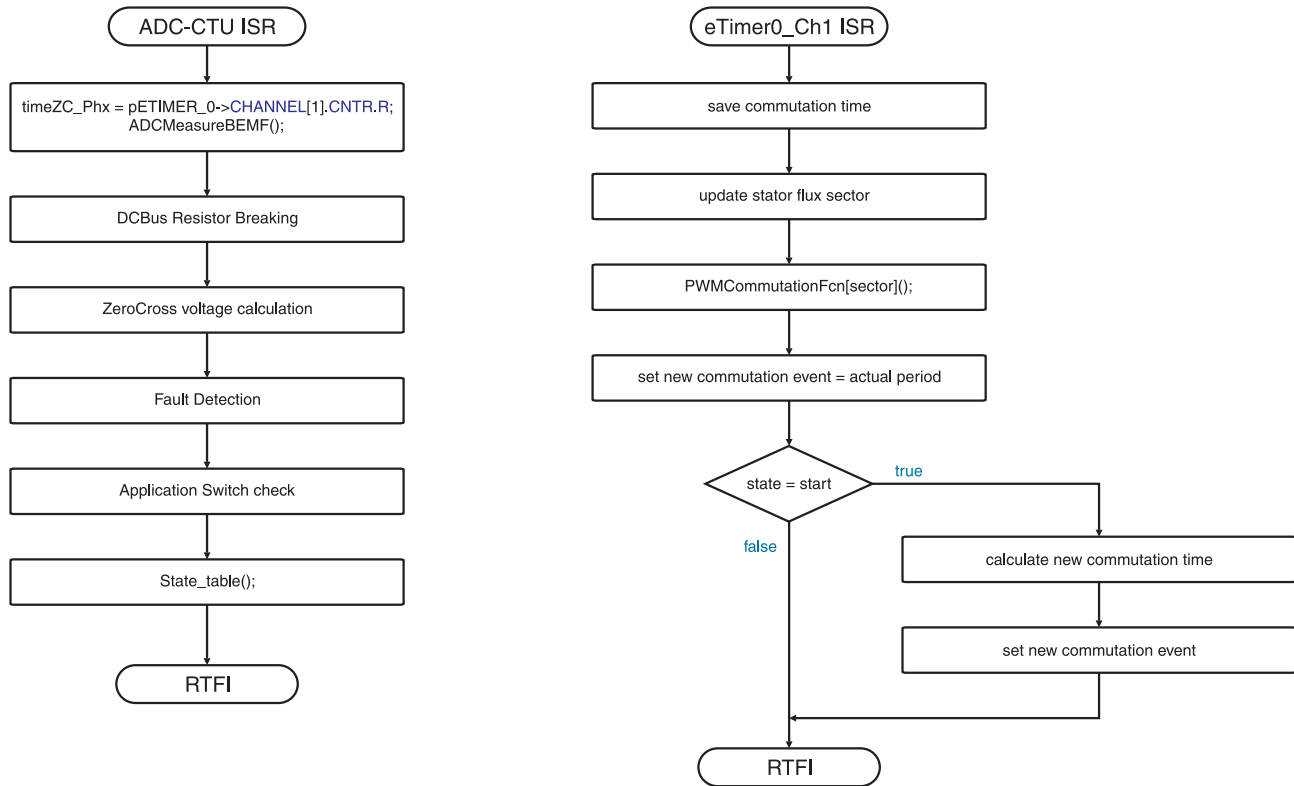 ADC-CTU ISR
timeZC_Phx = pETIMER_0->CHANNEL[1].CNTR.R;
ADCMeasureBEMF();
DCBus Resistor Breaking
ZeroCross voltage calculation
Fault Detection
Application Switch check
State_table();
RTFI
eTimer0_Ch1 ISR
save commutation time
update stator flux sector
PWMCommutationFcn[sector]();
set new commutation event = actual period
state = start
true
false
calculate new commutation time
set new commutation event
RTFI